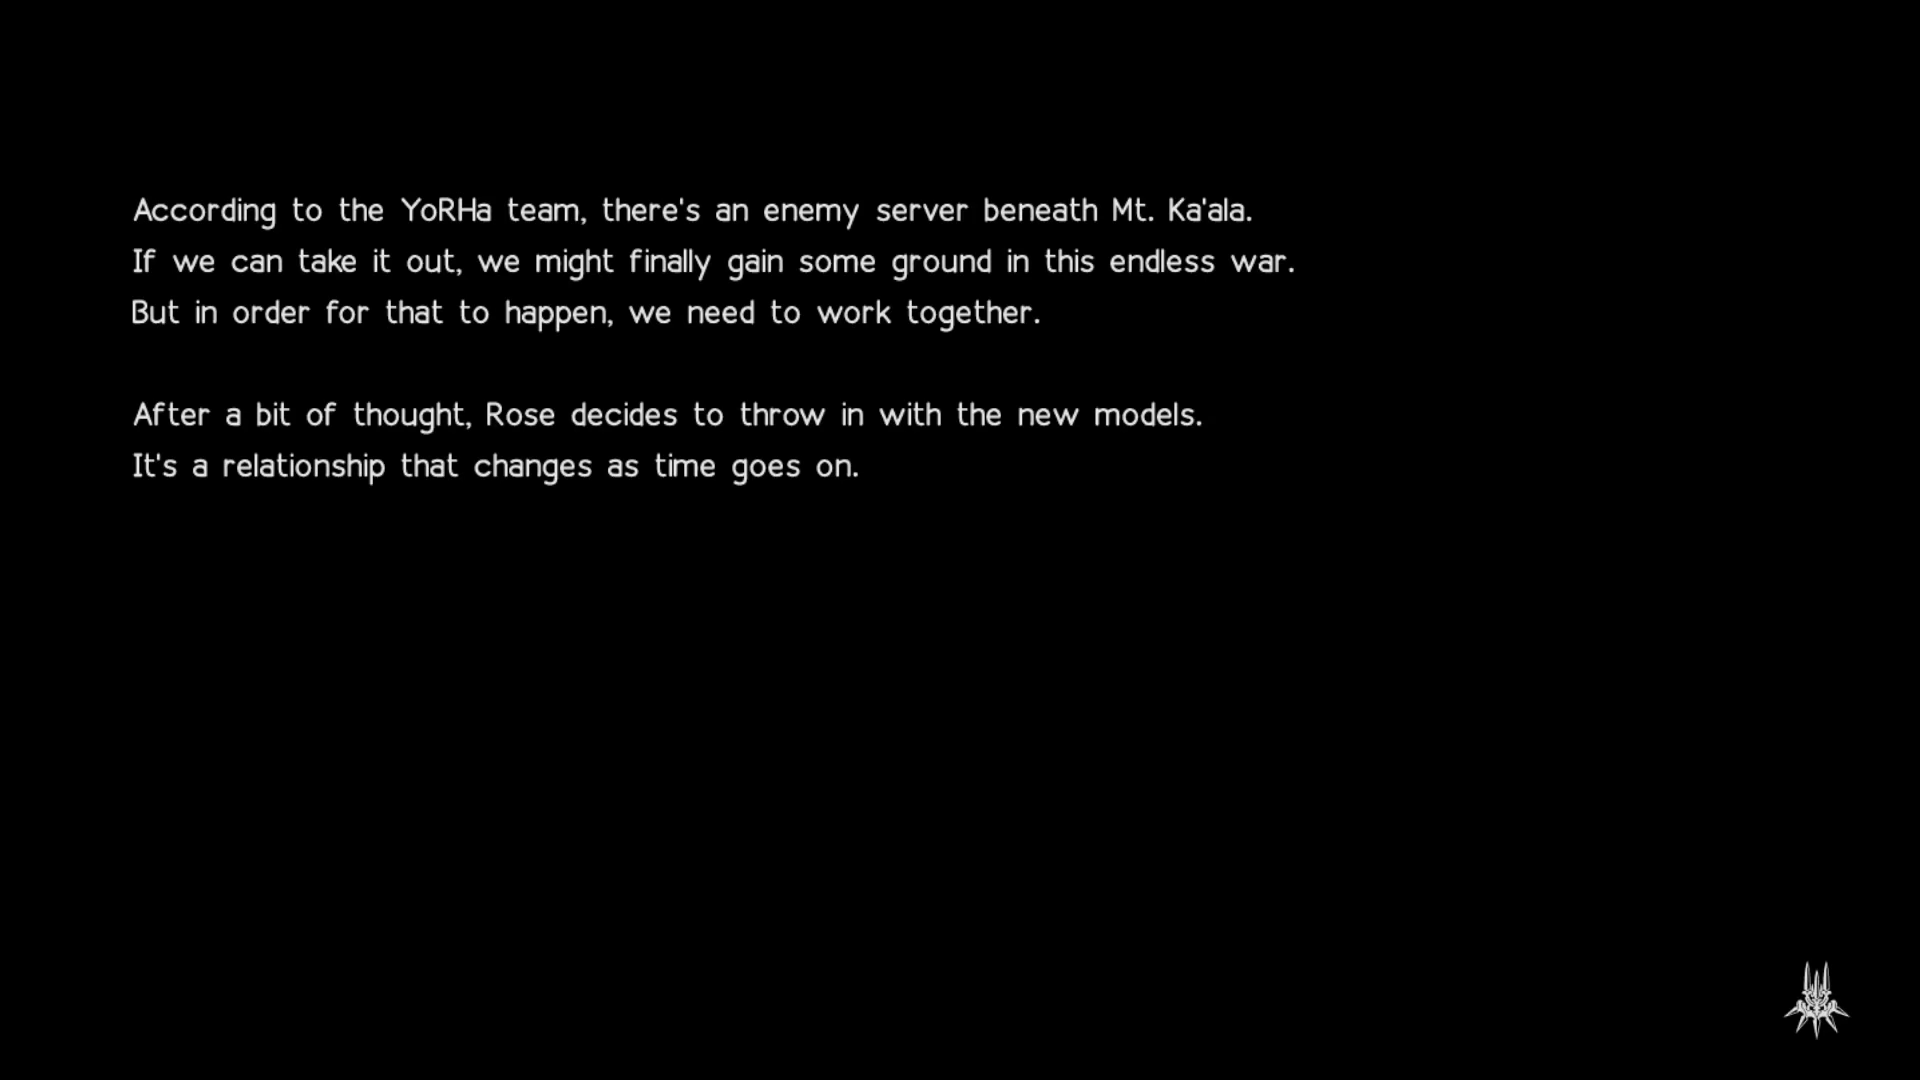 According to the YoRHa team, there's an enemy server beneath Mt. Ka'ala.
If we can take it out, we might finally gain some ground in this endless war.
But in order for that to happen, we need to work together.
After a bit of thought, Rose decides to throw in with the new models.
It's a relationship that changes as time goes on.